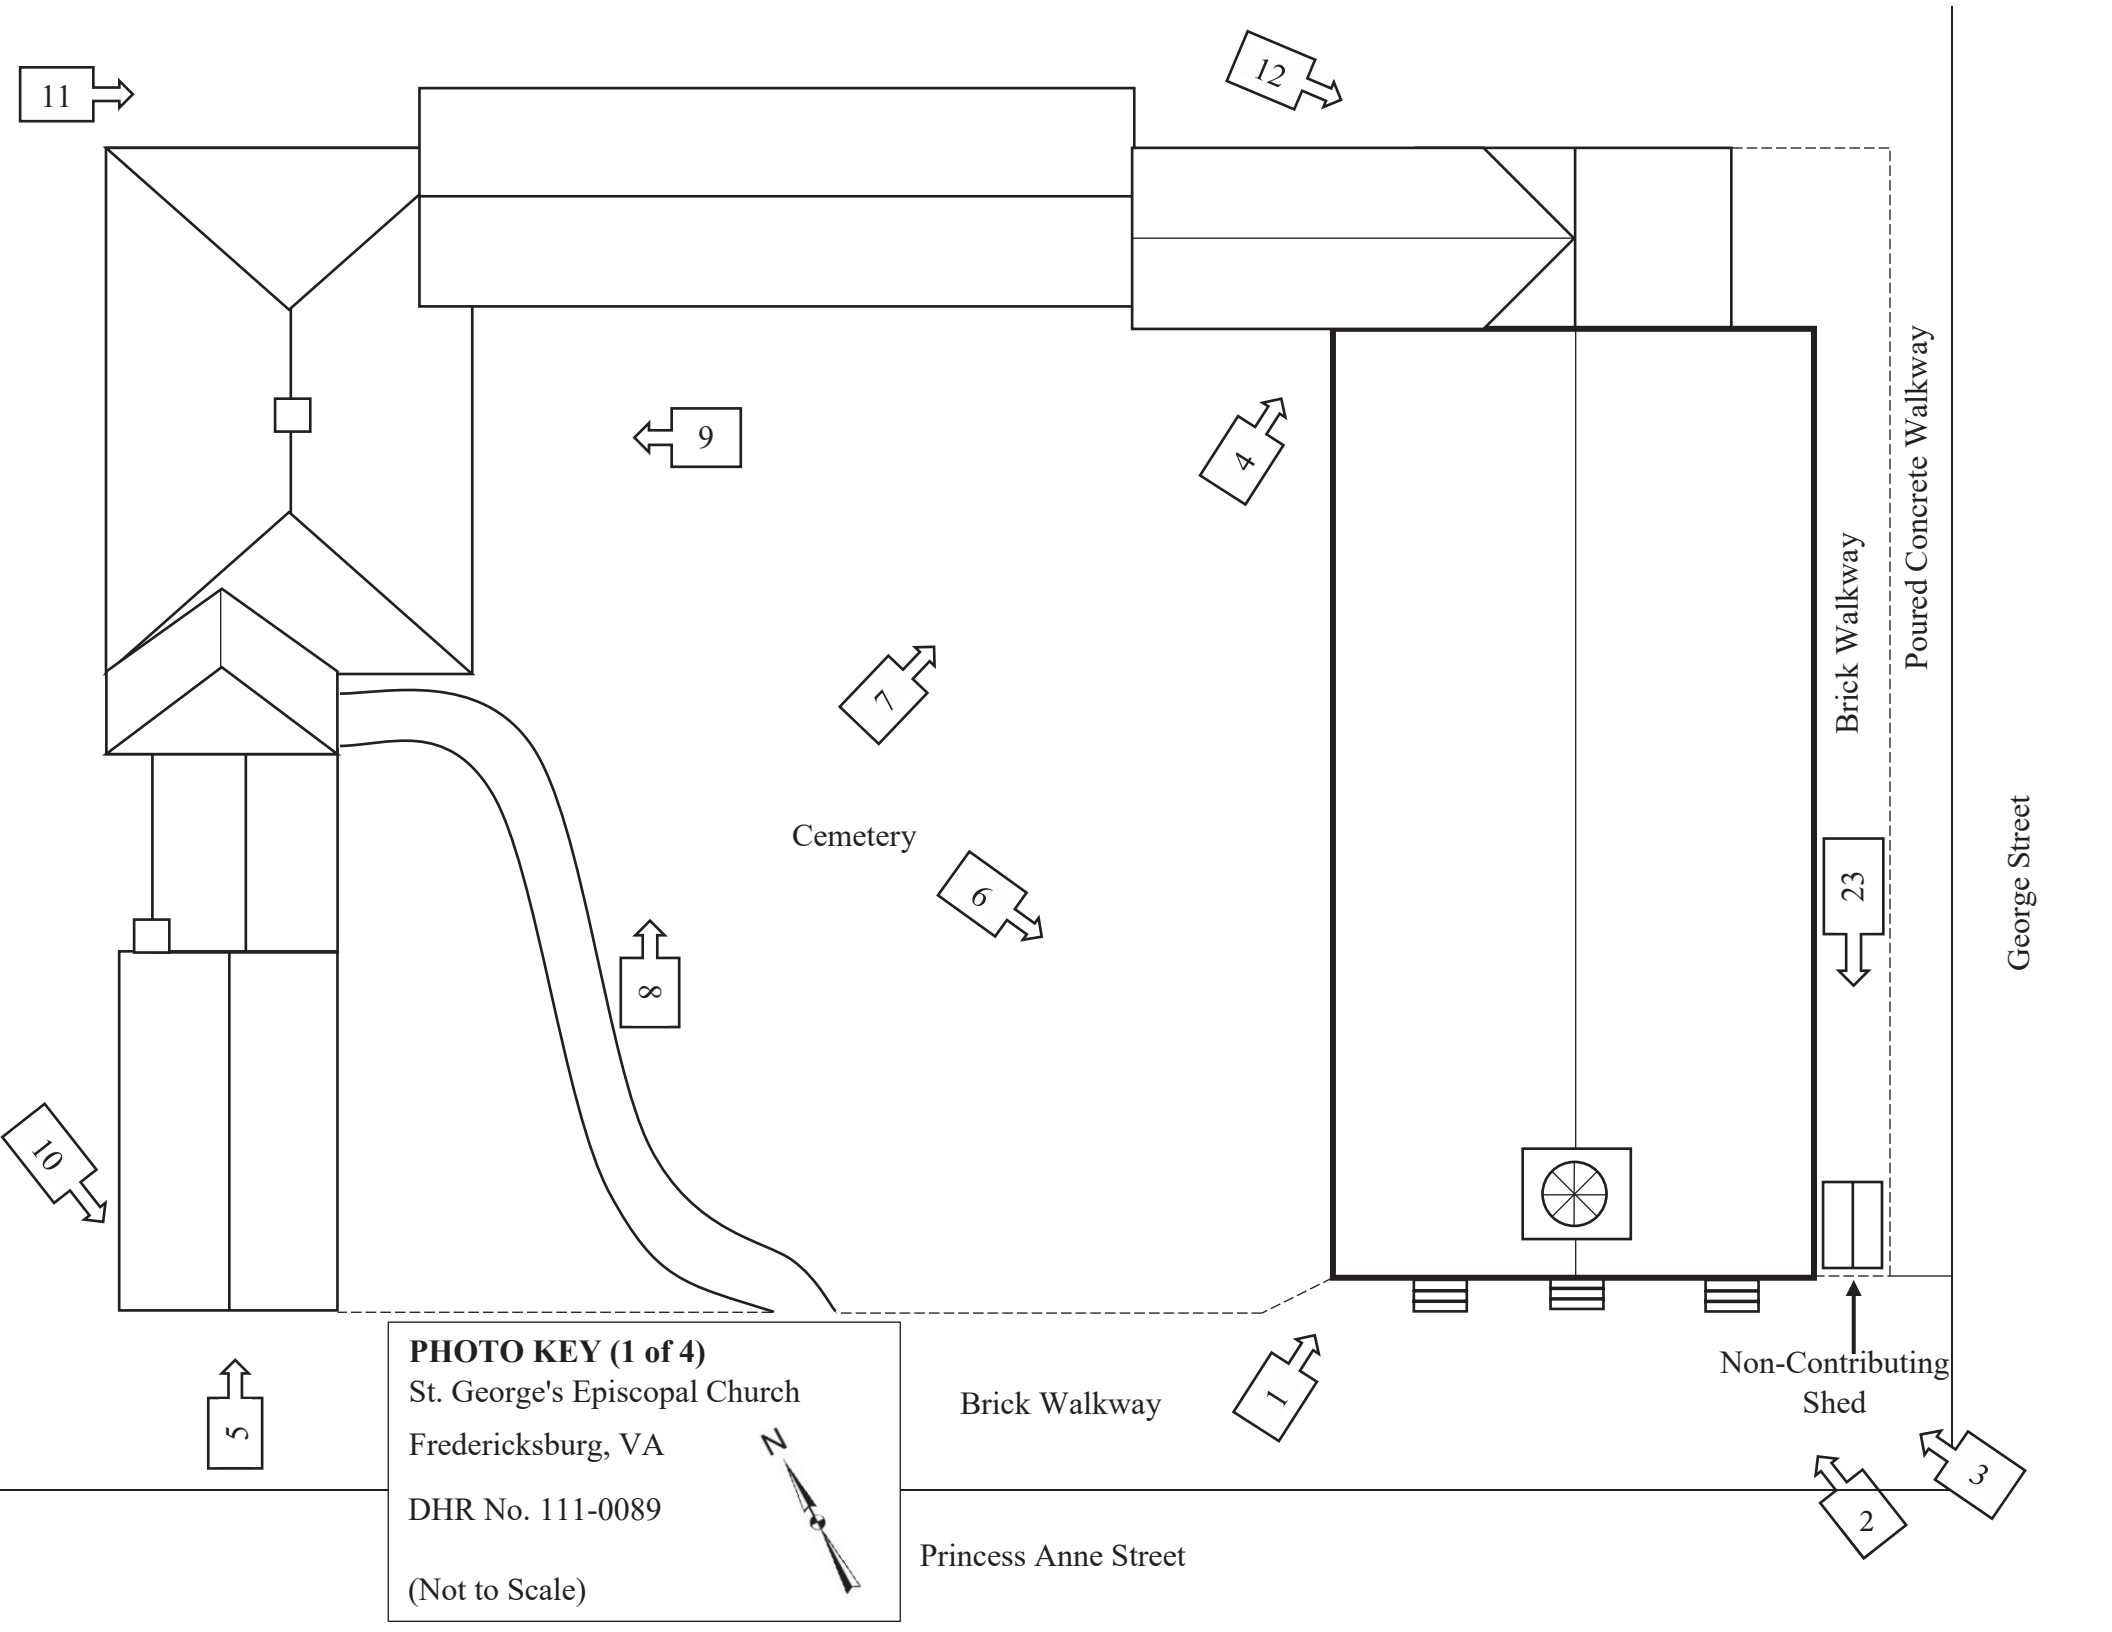 11
12
9
4
Poured Concrete Walkway
Brick Walkway
7
Cemetery
6
23
George Street
8
10
PHOTO KEY (1 of 4)
St. George's Episcopal Church
Fredericksburg, VA
DHR No. 111-0089
(Not to Scale)
N
5
Brick Walkway
1
Non-Contributing
Shed
3
2
Princess Anne Street